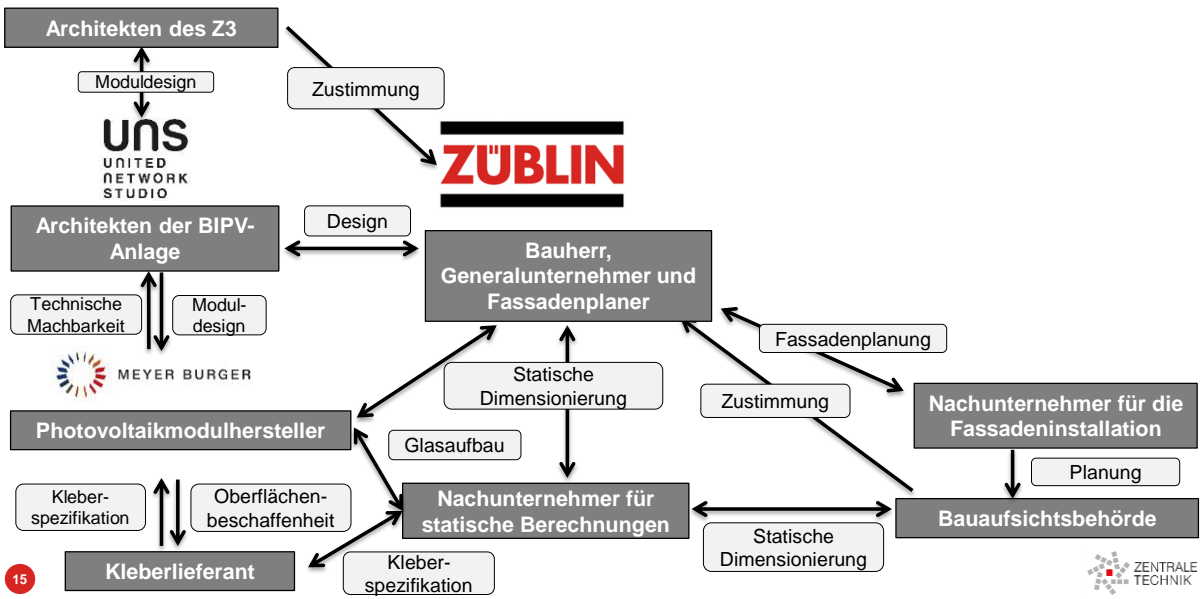 Architekten des Z3
Moduldesign
Zustimmung
UNS
UNITED
NETWORK
STUDIO
ZÜBLIN
Architekten der BIPV-
Anlage
Design
Bauherr,
Generalunternehmer und
Fassadenplaner
Technische
Machbarkeit
Modul-
design
Fassadenplanung
MEYER BURGER
Statische
Dimensionierung
Zustimmung
Nachunternehmer für die
Fassadeninstallation
Photovoltaikmodulhersteller
Glasaufbau
Planung
Kleber-
spezifikation
Oberflächen-
beschaffenheit
Nachunternehmer für
statische Berechnungen
Bauaufsichtsbehörde
Statische
Dimensionierung
Kleberlieferant
Kleber-
spezifikation
15
ZENTRALE
TECHNIK